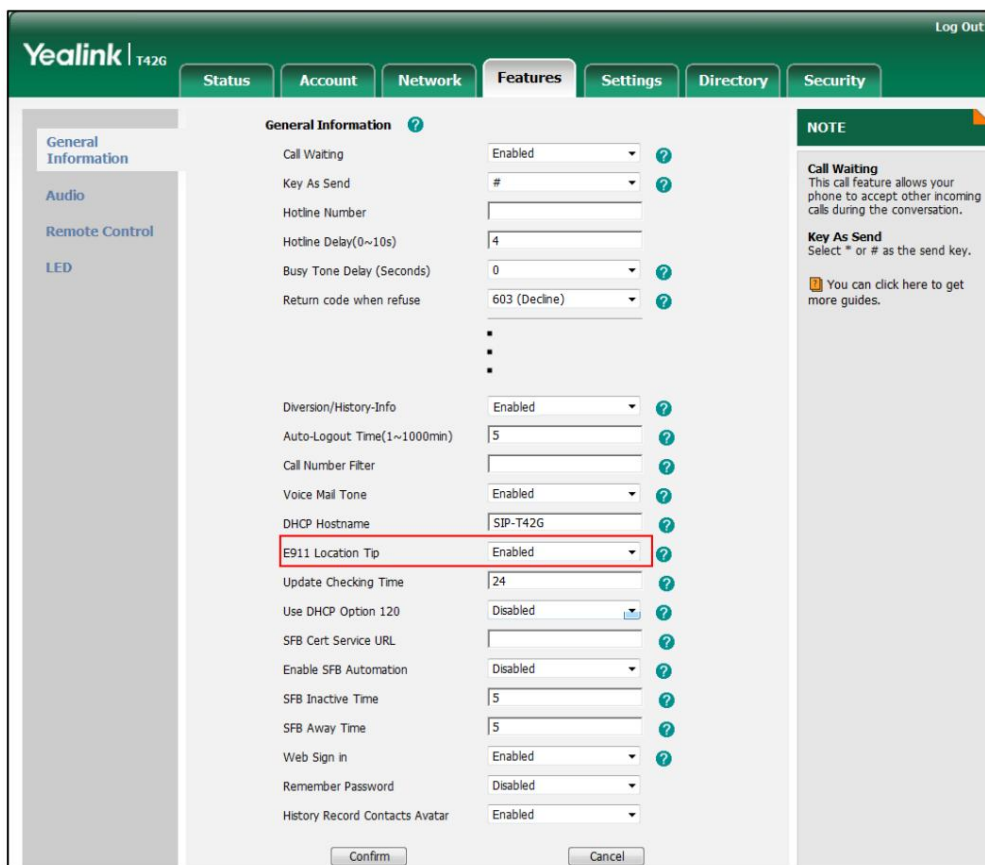 Log Out
Yealink | T42G
Status Account Network Features Settings Directory Security
General
Information
Audio
Remote Control
LED
General Information ?
Call Waiting Enabled ?
Key As Send # ?
Hotline Number
Hotline Delay(0~10s) 4
Busy Tone Delay (Seconds) 0 ?
Return code when refuse 603 (Decline) ?
Diversion/History-Info Enabled ?
Auto-Logout Time(1~1000min) 5 ?
Call Number Filter ?
Voice Mail Tone Enabled ?
DHCP Hostname SIP-T42G ?
E911 Location Tip Enabled ?
Update Checking Time 24 ?
Use DHCP Option 120 Disabled ?
SFB Cert Service URL ?
Enable SFB Automation Disabled ?
SFB Inactive Time 5 ?
SFB Away Time 5 ?
Web Sign in Enabled ?
Remember Password Disabled
History Record Contacts Avatar Enabled
Confirm Cancel
NOTE
Call Waiting
This call feature allows your
phone to accept other incoming
calls during the conversation.
Key As Send
Select * or # as the send key.
? You can click here to get
more guides.